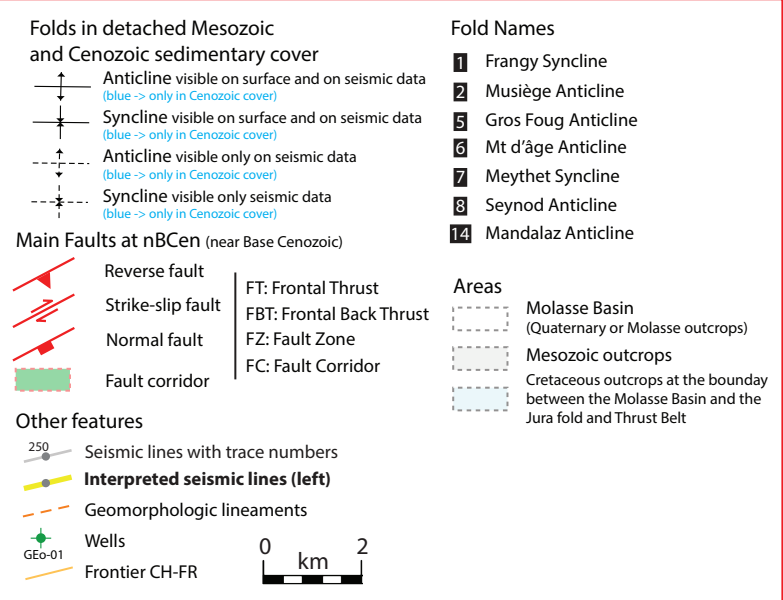 Folds in detached Mesozoic
and Cenozoic sedimentary cover
Anticline visible on surface and on seismic data
(blue -> only in Cenozoic cover)
Syncline visible on surface and on seismic data
(blue -> only in Cenozoic cover)
Anticline visible only on seismic data
(blue -> only in Cenozoic cover)
Syncline visible only seismic data
(blue -> only in Cenozoic cover)
Main Faults at nBCen (near Base Cenozoic)
Reverse fault
Strike-slip fault
Normal fault
Fault corridor
FT: Frontal Thrust
FBT: Frontal Back Thrust
FZ: Fault Zone
FC: Fault Corridor
Other features
250 Seismic lines with trace numbers
Interpreted seismic lines (left)
Geomorphologic lineaments
Wells
GEo-01
Frontier CH-FR
0 2
km
Fold Names
1 Frangy Syncline
2 Musiège Anticline
5 Gros Foug Anticline
6 Mt d'âge Anticline
7 Meythet Syncline
8 Seynod Anticline
14 Mandalaz Anticline
Areas
Molasse Basin
(Quaternary or Molasse outcrops)
Mesozoic outcrops
Cretaceous outcrops at the bounday
between the Molasse Basin and the
Jura fold and Thrust Belt